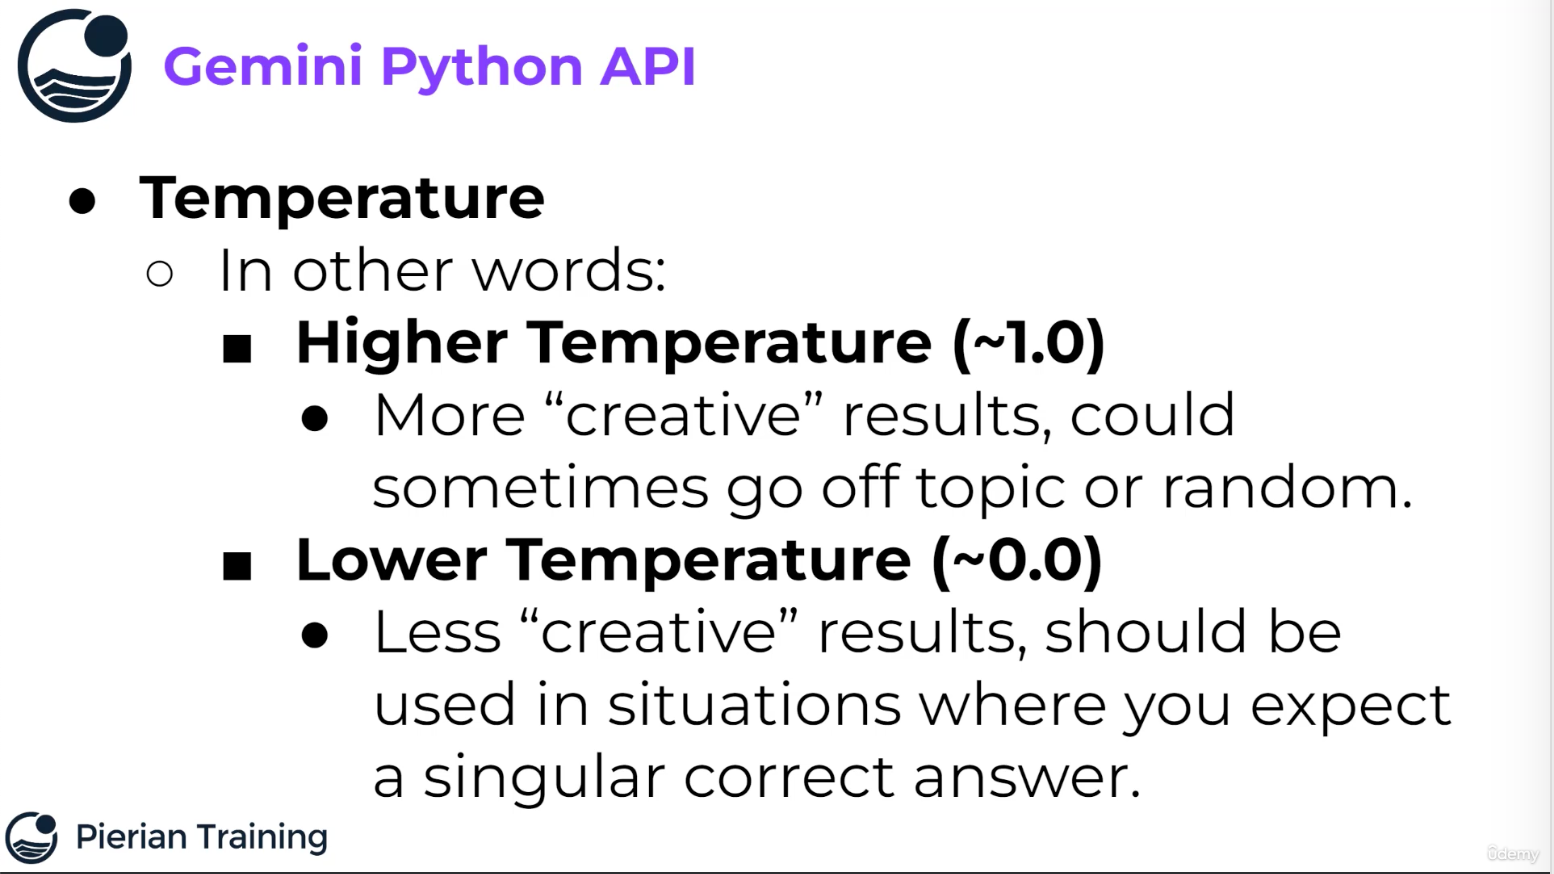 Gemini Python API
● Temperature
○ In other words:
■ Higher Temperature (~1.0)
● More “creative” results, could
sometimes go off topic or random.
■ Lower Temperature (~0.0)
● Less “creative” results, should be
used in situations where you expect
a singular correct answer.
Pierian Training
ûdemy